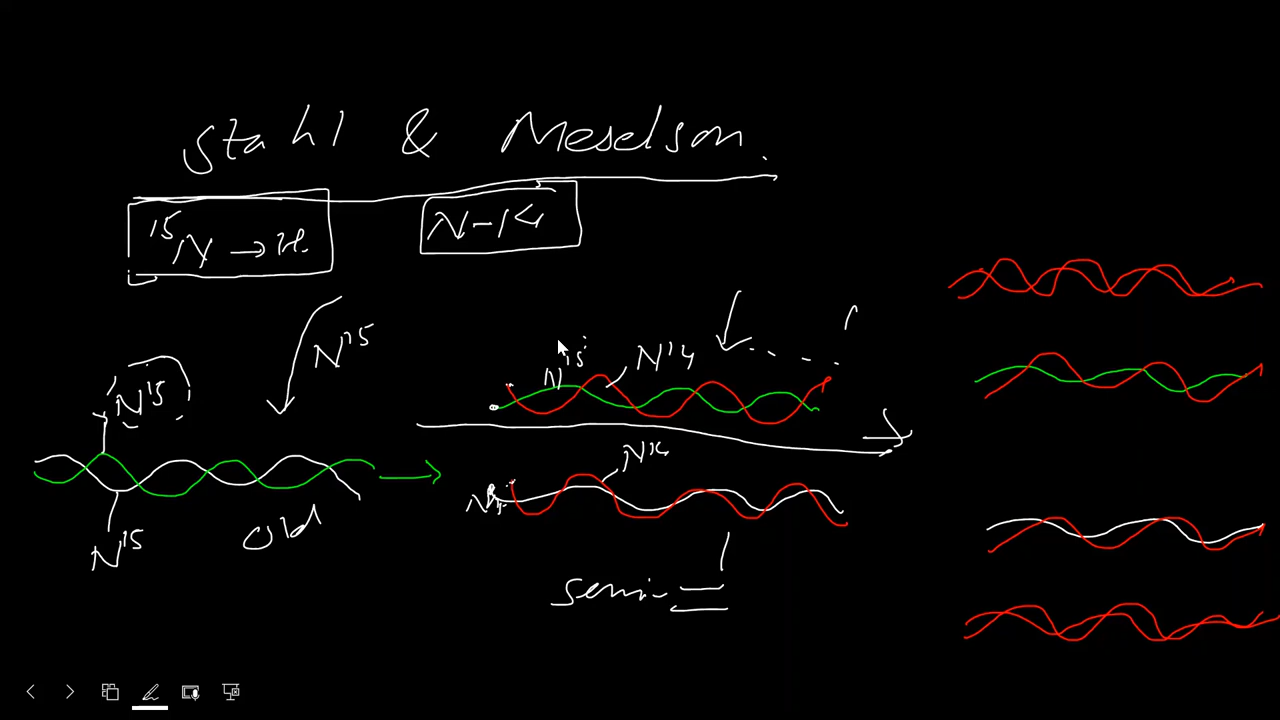 Stahl & Meselson.
15N → H.
N-14
N15
N15
N14
N15
N14
N15
old
semi-